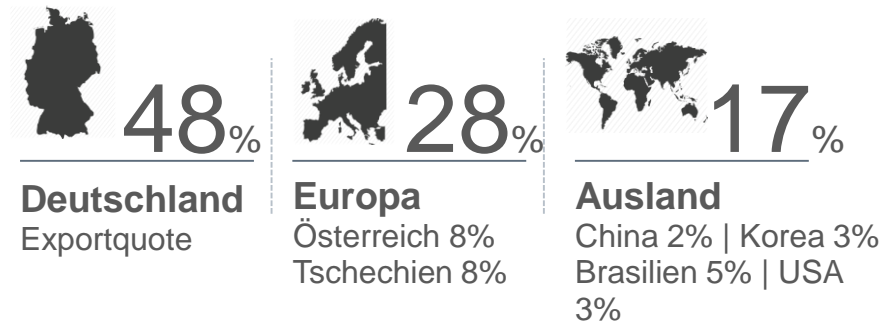 48%
Deutschland
Exportquote
28%
Europa
Österreich 8%
Tschechien 8%
17%
Ausland
China 2% | Korea 3%
Brasilien 5% | USA
3%